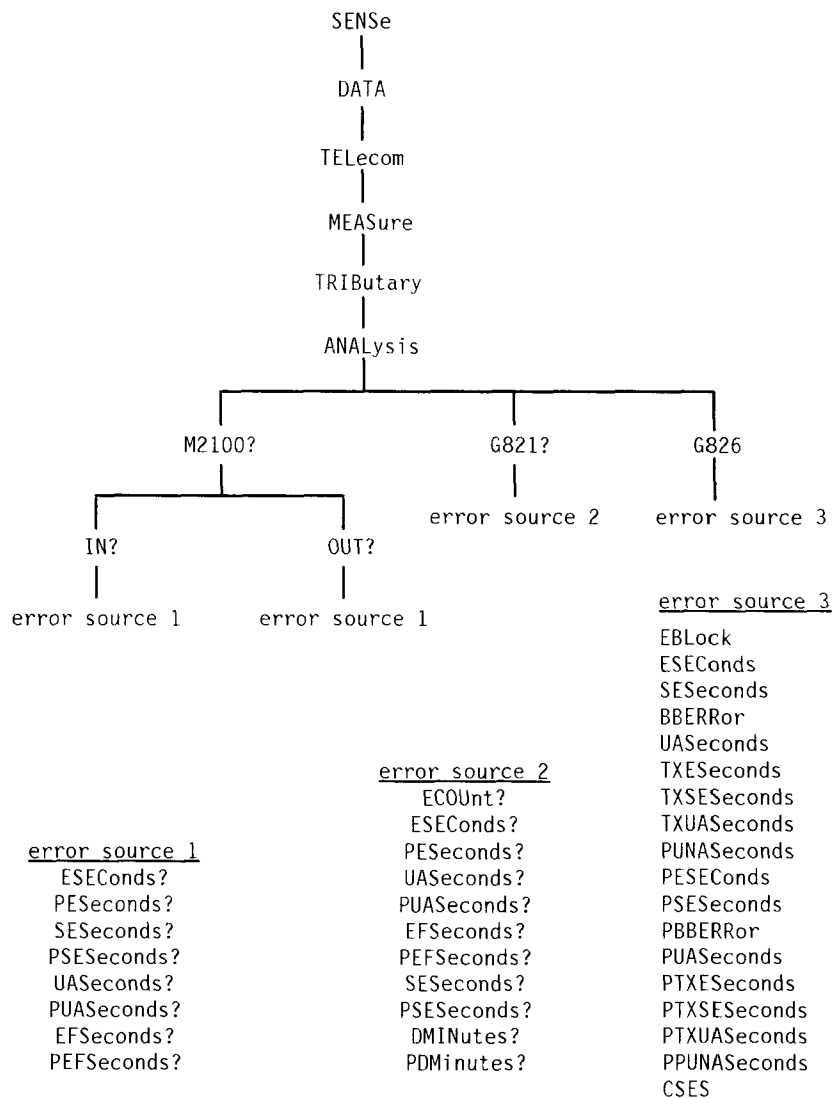 SENSe
DATA
TELecom
MEASure
TRIButary
ANALysis
M2100?
G821?
G826
IN?
OUT?
error source 2
error source 3
error source 1
error source 1
error source 1
ESEConds?
PESeconds?
SESeconds?
PSESeconds?
UASeconds?
PUASeconds?
EFSeconds?
PEFSeconds?
error source 2
ECOUnt?
ESEConds?
PESeconds?
UASeconds?
PUASeconds?
EFSeconds?
PEFSeconds?
SESeconds?
PSESeconds?
DMINutes?
PDMinutes?
error source 3
EBLock
ESEConds
SESeconds
BBERRor
UASeconds
TXESeconds
TXSESeconds
TXUASeconds
PUNASeconds
PESEConds
PSESeconds
PBBERRor
PUASeconds
PTXESeconds
PTXSESeconds
PTXUASeconds
PPUNASeconds
CSES